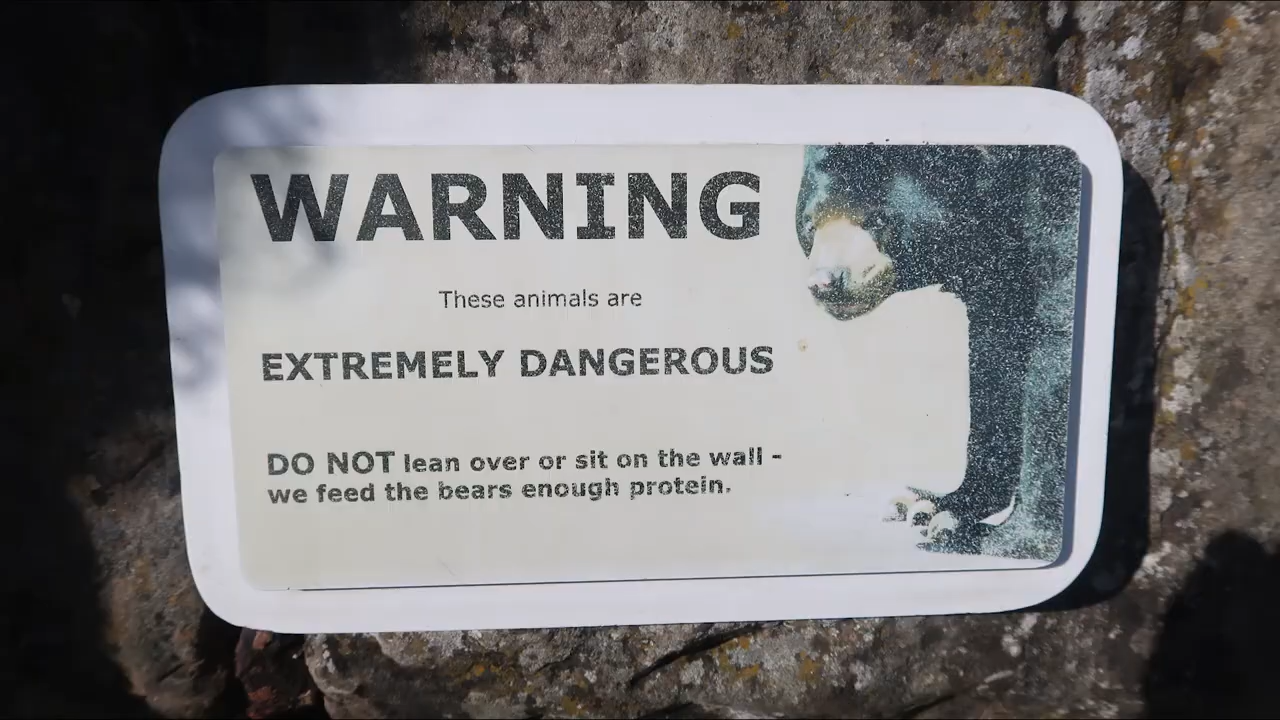 WARNING
These animals are
EXTREMELY DANGEROUS
DO NOT lean over or sit on the wall -
we feed the bears enough protein.